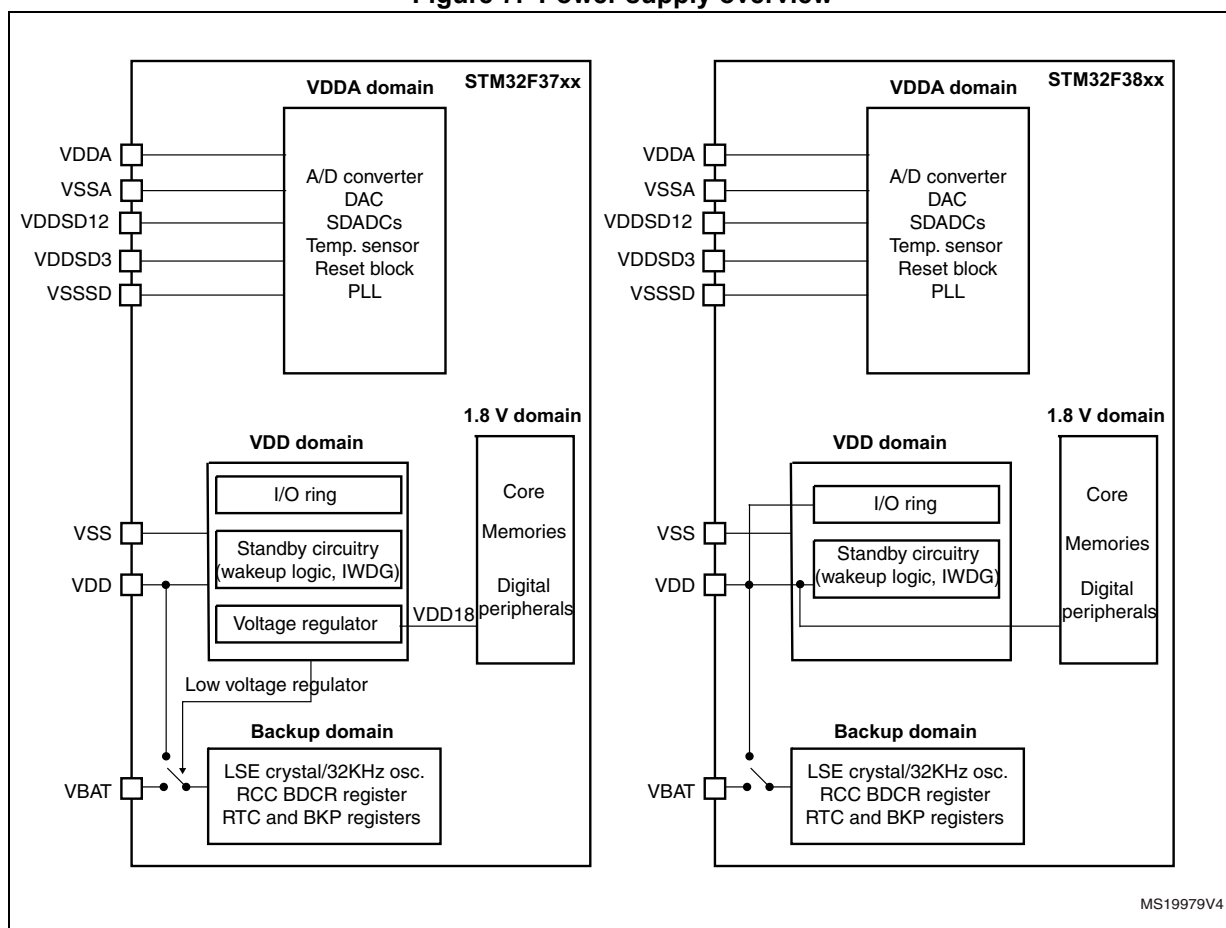 STM32F37xx
VDDA domain
VDDA
VSSA
VDDSD12
VDDSD3
VSSSD
A/D converter
DAC
SDADCs
Temp. sensor
Reset block
PLL
1.8 V domain
VDD domain
I/O ring
Core
VSS
Standby circuitry
(wakeup logic, IWDG)
Memories
VDD
Digital
peripherals
Voltage regulator
VDD18
Low voltage regulator
Backup domain
VBAT
LSE crystal/32KHz osc.
RCC BDCR register
RTC and BKP registers
STM32F38xx
VDDA domain
VDDA
VSSA
VDDSD12
VDDSD3
VSSSD
A/D converter
DAC
SDADCs
Temp. sensor
Reset block
PLL
1.8 V domain
VDD domain
I/O ring
Core
VSS
Standby circuitry
(wakeup logic, IWDG)
Memories
VDD
Digital
peripherals
Backup domain
VBAT
LSE crystal/32KHz osc.
RCC BDCR register
RTC and BKP registers
MS19979V4